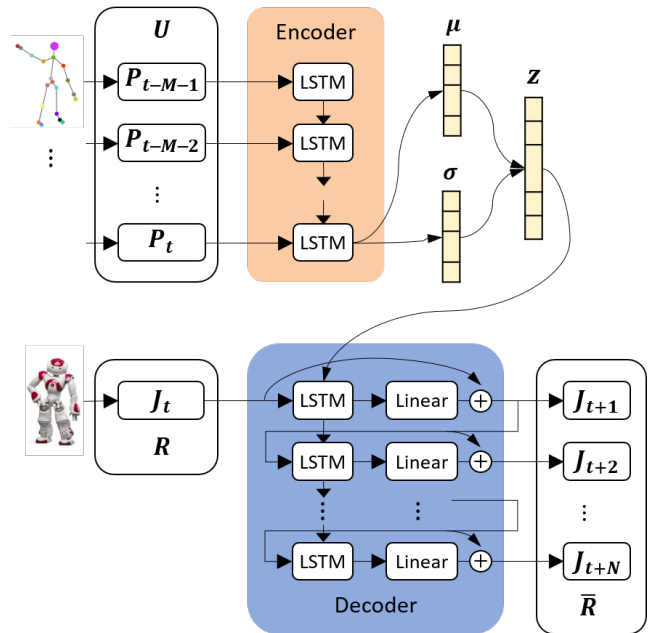 U
Encoder
μ
z
P_{t-M-1}
LSTM
P_{t-M-2}
LSTM
σ
P_t
LSTM
J_t
R
LSTM
Linear
+
J_{t+1}
LSTM
Linear
+
J_{t+2}
LSTM
Linear
+
J_{t+N}
Decoder
R̅